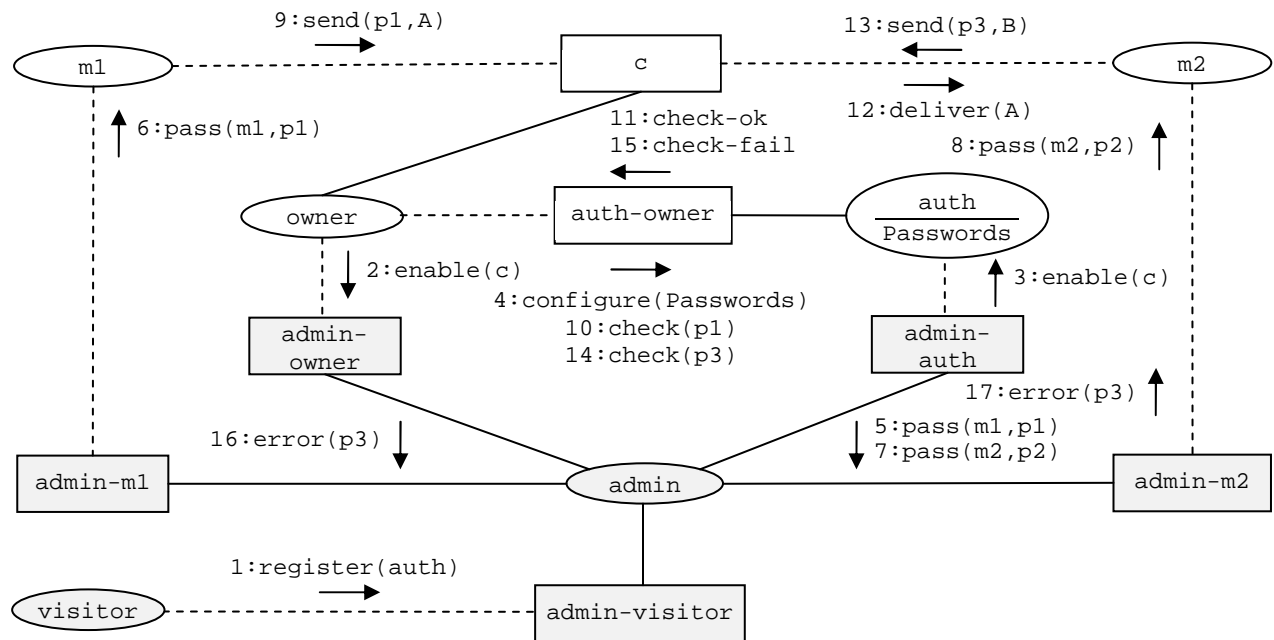 9:send(p1,A)
13:send(p3,B)
m1
c
m2
12:deliver(A)
6:pass(m1,p1)
11:check-ok
15:check-fail
8:pass(m2,p2)
owner
auth-owner
auth
Passwords
2:enable(c)
3:enable(c)
4:configure(Passwords)
10:check(p1)
14:check(p3)
admin-
owner
admin-
auth
17:error(p3)
16:error(p3)
5:pass(m1,p1)
7:pass(m2,p2)
admin-m1
admin
admin-m2
1:register(auth)
visitor
admin-visitor